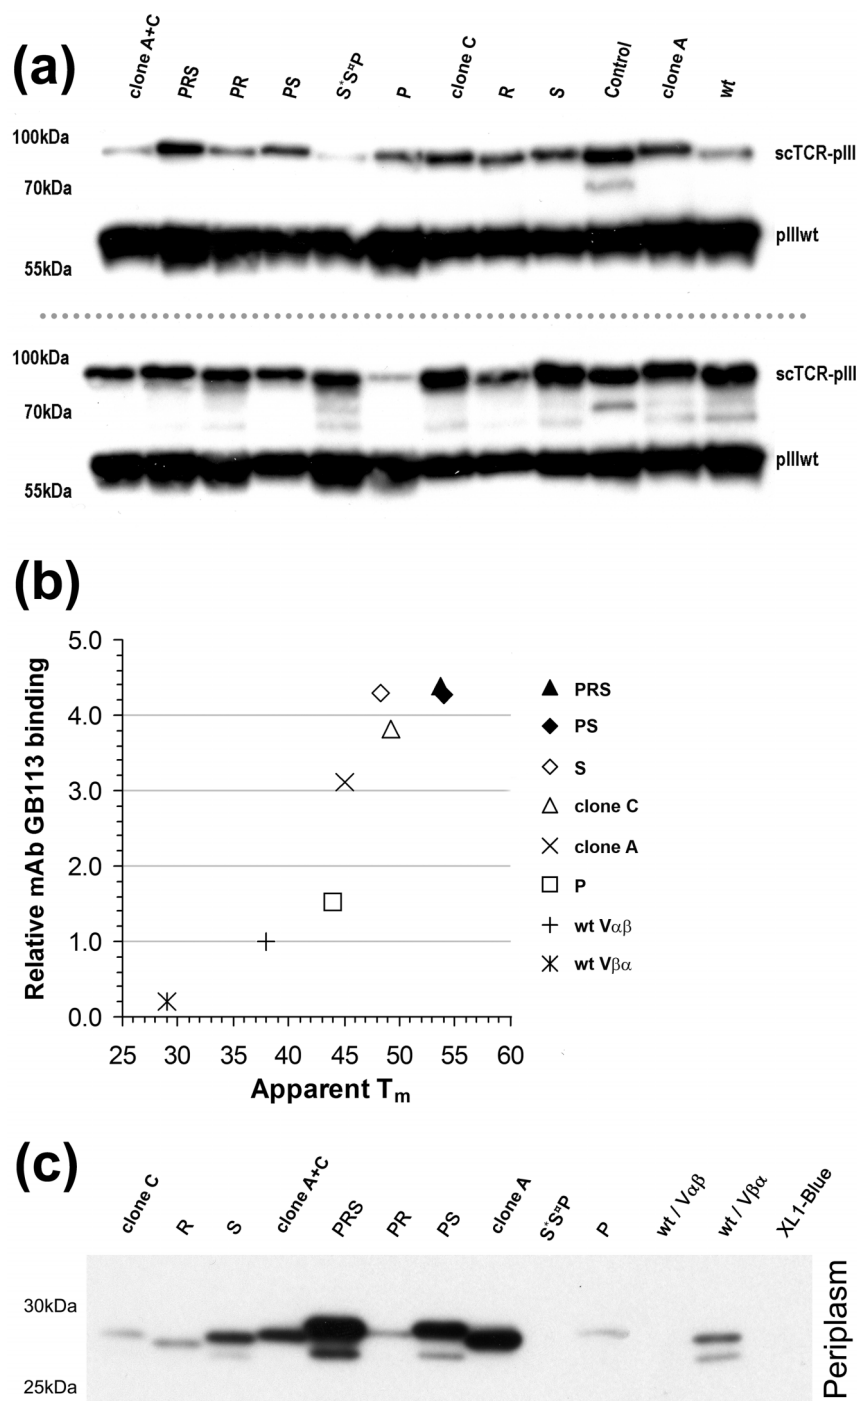 (a)
clone A+C PRS PR PS S*S¤P P clone C R S Control clone A wt
100kDa
scTCR-pIII
70kDa
pIIIwt
55kDa
100kDa
scTCR-pIII
70kDa
pIIIwt
55kDa
(b)
Relative mAb GB113 binding
5.0
4.0
3.0
2.0
1.0
0.0
25 30 35 40 45 50 55 60
Apparent Tm
PRS
PS
S
clone C
clone A
P
wt Vαβ
wt Vβα
(c)
clone C R S clone A+C PRS PR PS clone A S*S¤P P wt / Vαβ wt / Vβα XL1-Blue
30kDa
25kDa
Periplasm